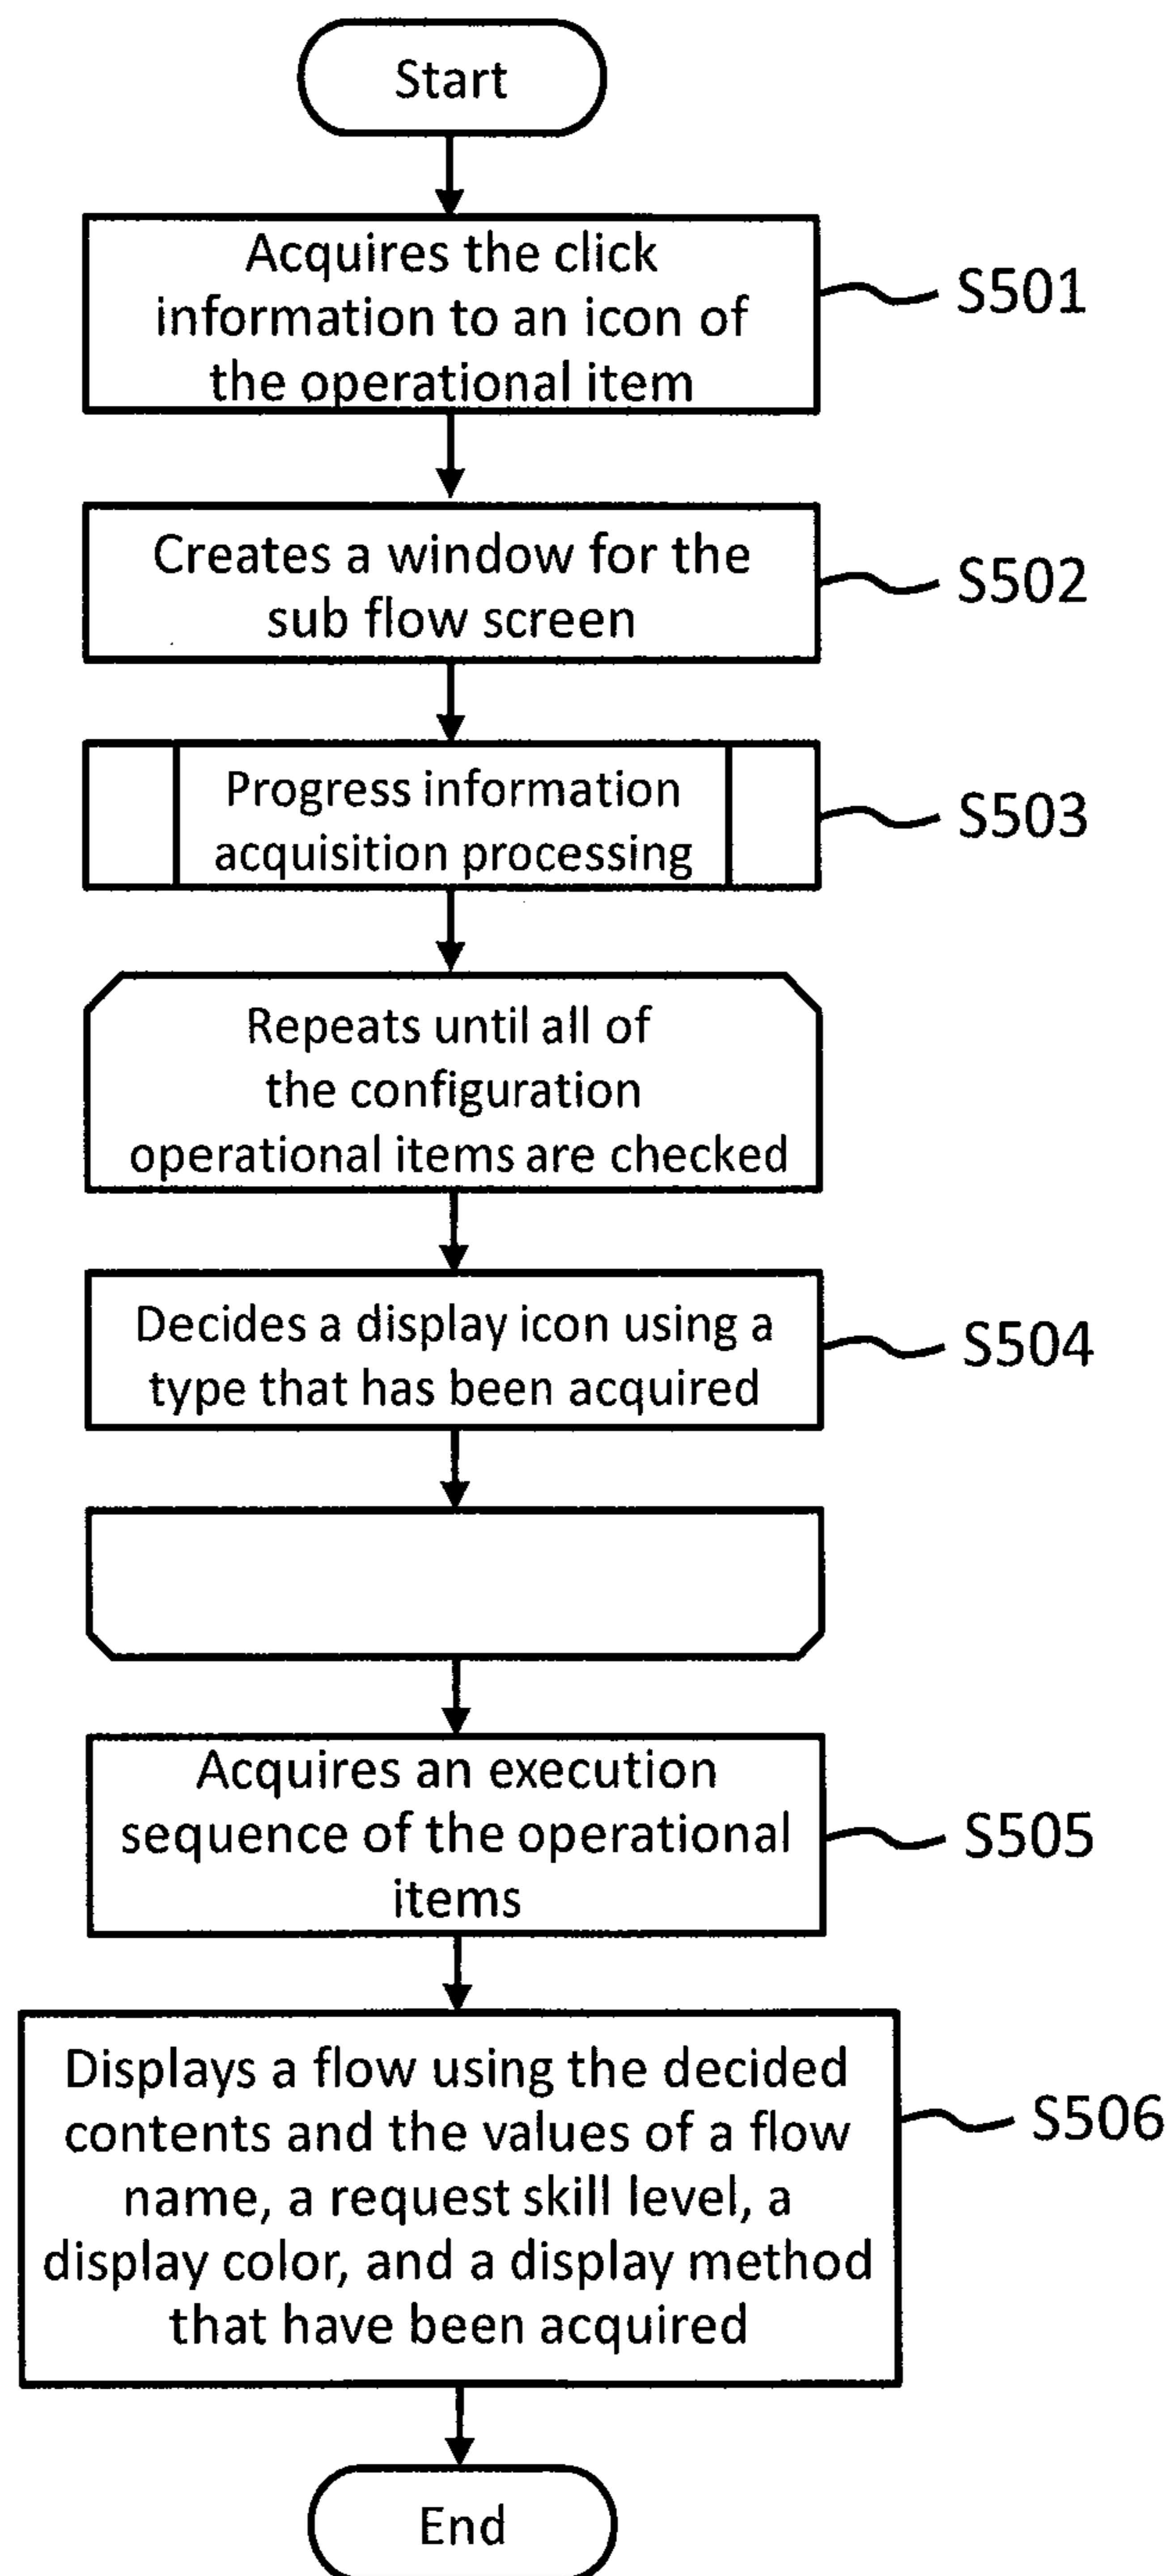 Start
Acquires the click
information to an icon of
the operational item
S501
Creates a window for the
sub flow screen
S502
Progress information
acquisition processing
S503
Repeats until all of
the configuration
operational items are checked
Decides a display icon using a
type that has been acquired
S504
Acquires an execution
sequence of the operational
items
S505
Displays a flow using the decided
contents and the values of a flow
name, a request skill level, a
display color, and a display method
that have been acquired
S506
End